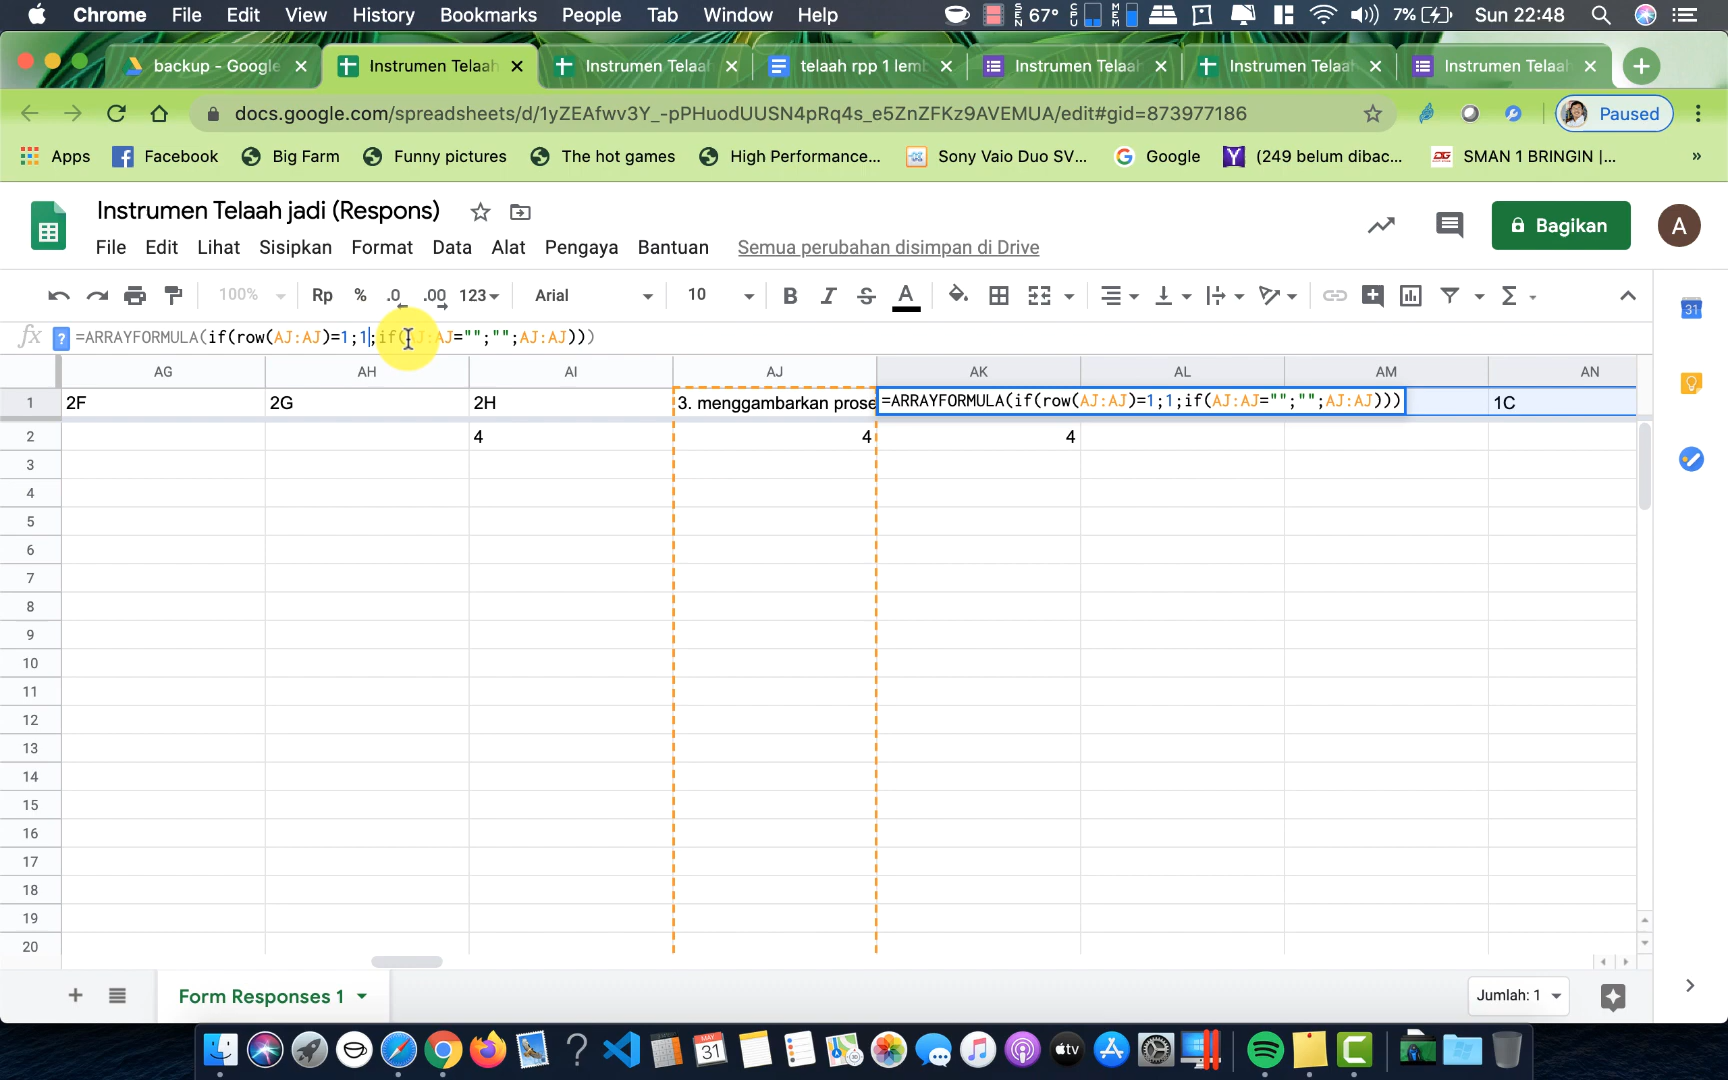 Chrome File Edit View History Bookmarks People Tab Window Help SEN 67° CPU MEM 7% Sun 22:48
backup - Google Instrumen Telaah Instrumen Telaah telaah rpp 1 lemb Instrumen Telaah Instrumen Telaah Instrumen Telaah
docs.google.com/spreadsheets/d/1yZEAfwv3Y_-pPHuodUUSN4pRq4s_e5ZnZFKz9AVEMUA/edit#gid=873977186 Paused
Apps Facebook Big Farm Funny pictures The hot games High Performance... Sony Vaio Duo SV... Google (249 belum dibac... SMAN 1 BRINGIN |... »
Instrumen Telaah jadi (Respons)
File Edit Lihat Sisipkan Format Data Alat Pengaya Bantuan Semua perubahan disimpan di Drive Bagikan A
100% Rp % .0 .00 123 Arial 10 B I S A Σ 31
fx ? =ARRAYFORMULA(if(row(AJ:AJ)=1;1;if(AJ:AJ="";"";AJ:AJ)))
AG AH AI AJ AK AL AM AN
1 2F 2G 2H 3. menggambarkan prose =ARRAYFORMULA(if(row(AJ:AJ)=1;1;if(AJ:AJ="";"";AJ:AJ))) 1C
2 4 4 4
3
4
5
6
7
8
9
10
11
12
13
14
15
16
17
18
19
20
Form Responses 1 Jumlah: 1
MAY 31 tv